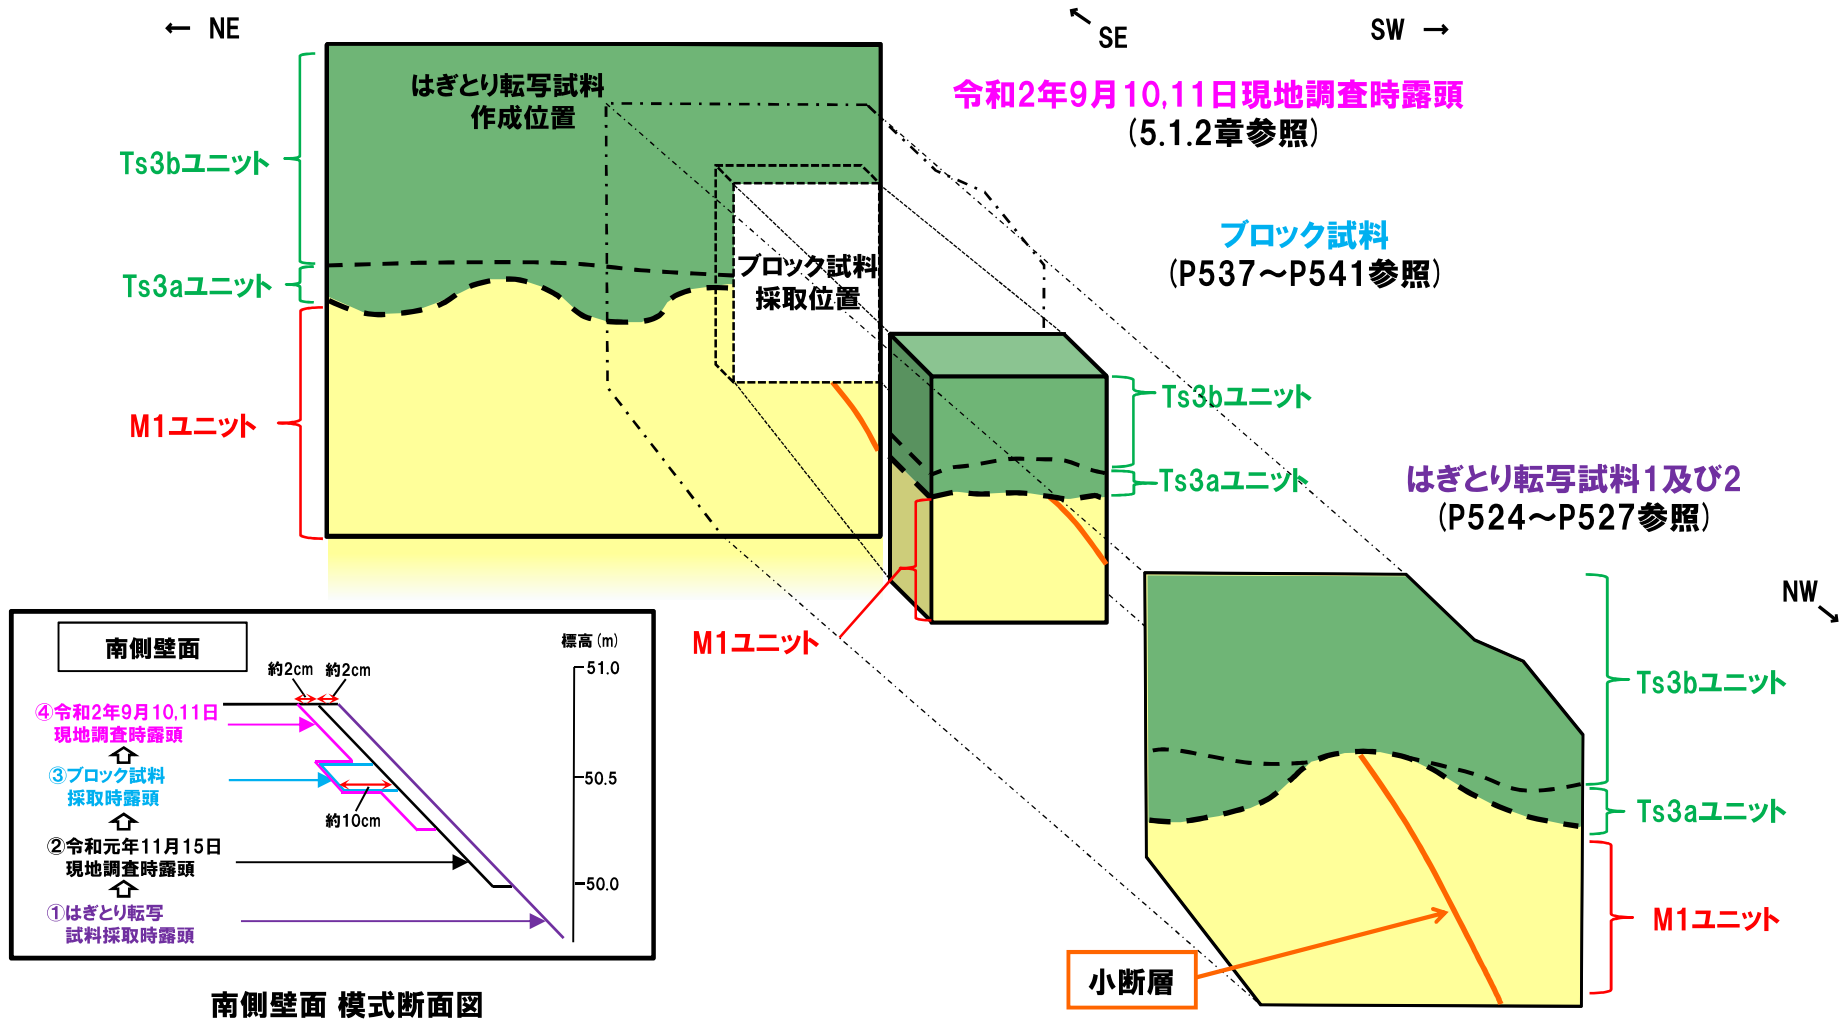 ← NE
SE
SW →
はぎとり転写試料
作成位置
令和2年9月10,11日現地調査時露頭
(5.1.2章参照)
Ts3bユニット
ブロック試料
(P537～P541参照)
ブロック試料
採取位置
Ts3aユニット
M1ユニット
Ts3bユニット
Ts3aユニット
はぎとり転写試料1及び2
(P524～P527参照)
M1ユニット
NW
Ts3bユニット
Ts3aユニット
M1ユニット
小断層
南側壁面
標高(m)
51.0
50.5
50.0
約2cm
約2cm
④令和2年9月10,11日
現地調査時露頭
③ブロック試料
採取時露頭
約10cm
②令和元年11月15日
現地調査時露頭
①はぎとり転写
試料採取時露頭
南側壁面 模式断面図